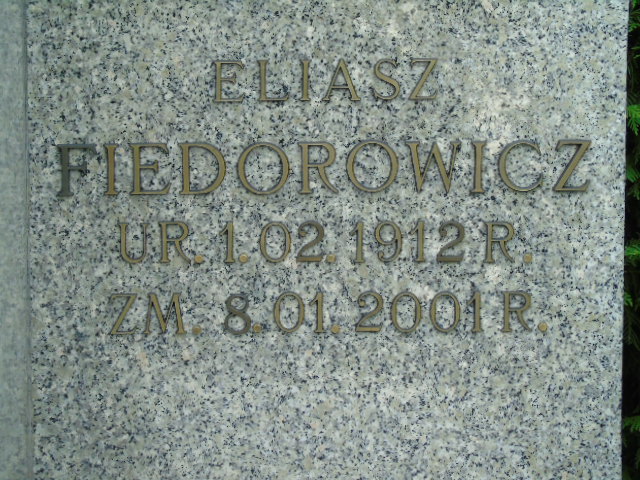 ELIASZ
FIEDOROWICZ
UR. 1.02.1912 R.
ZM. 8.01.2001 R.